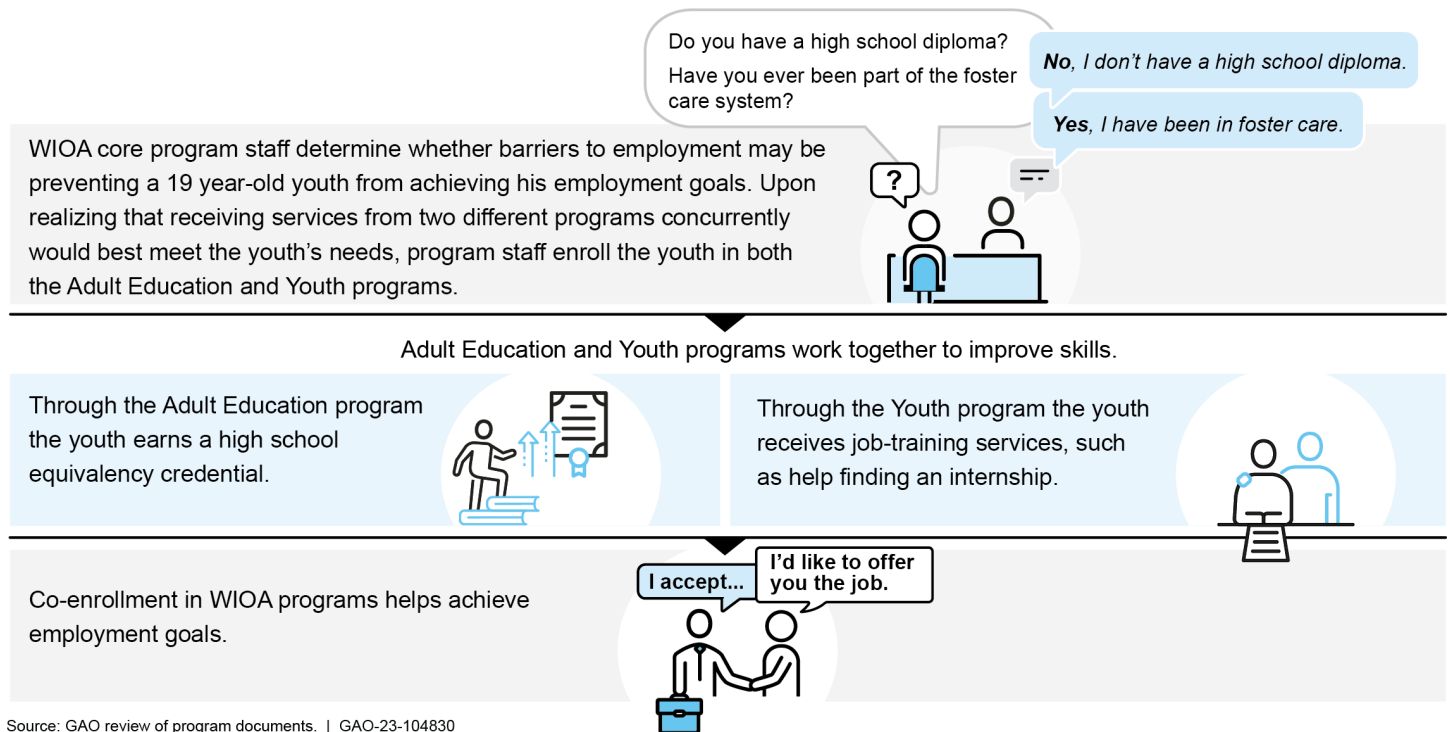 Do you have a high school diploma?
Have you ever been part of the foster
care system?
No, I don't have a high school diploma.
Yes, I have been in foster care.
WIOA core program staff determine whether barriers to employment may be
preventing a 19 year-old youth from achieving his employment goals. Upon
realizing that receiving services from two different programs concurrently
would best meet the youth's needs, program staff enroll the youth in both
the Adult Education and Youth programs.
?
Adult Education and Youth programs work together to improve skills.
Through the Adult Education program
the youth earns a high school
equivalency credential.
Through the Youth program the youth
receives job-training services, such
as help finding an internship.
I'd like to offer
you the job.
I accept...
Co-enrollment in WIOA programs helps achieve
employment goals.
Source: GAO review of program documents. | GAO-23-104830